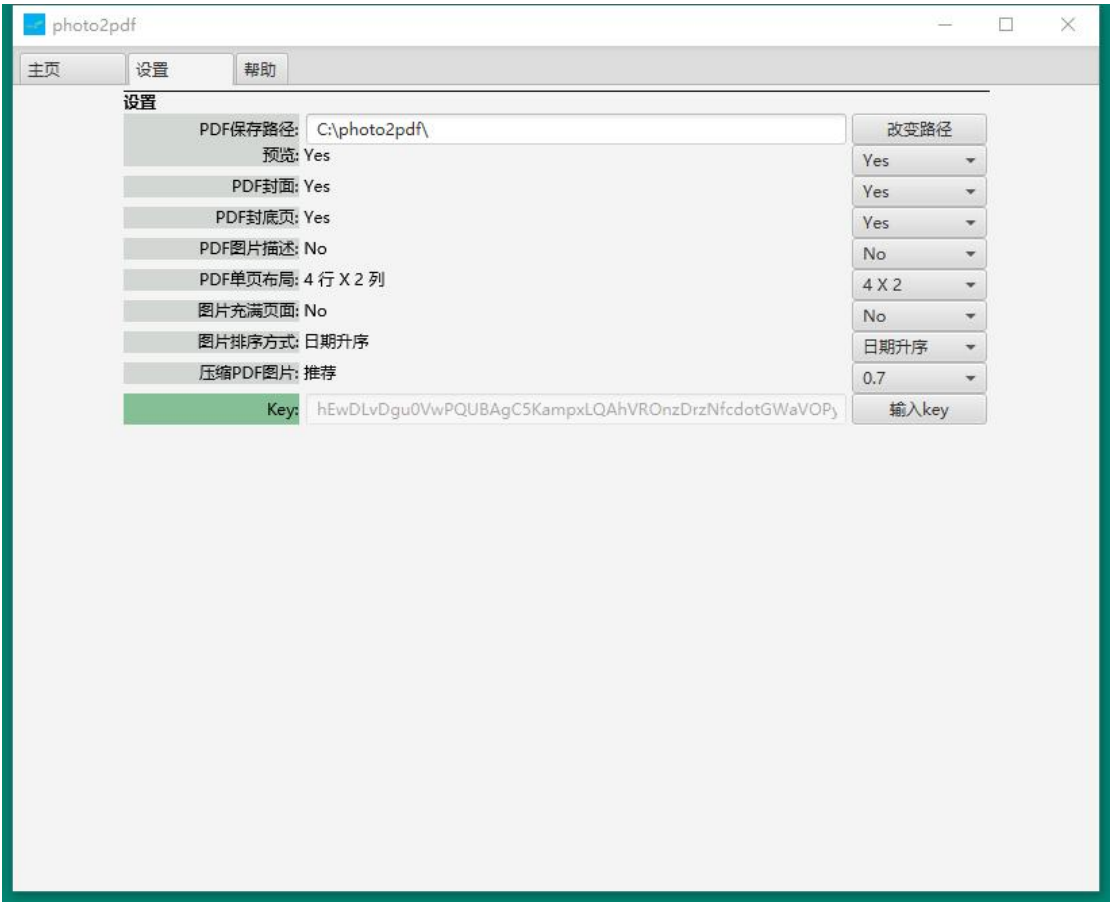 photo2pdf
主页 设置 帮助
设置
PDF保存路径: C:\photo2pdf\ 改变路径
预览: Yes Yes
PDF封面: Yes Yes
PDF封底页: Yes Yes
PDF图片描述: No No
PDF单页布局: 4 行 X 2 列 4 X 2
图片充满页面: No No
图片排序方式: 日期升序 日期升序
压缩PDF图片: 推荐 0.7
Key: hEwDLvDgu0VwPQUBAgC5KampxLQAhVROnzDrzNfcdotGWaVOPy 输入key